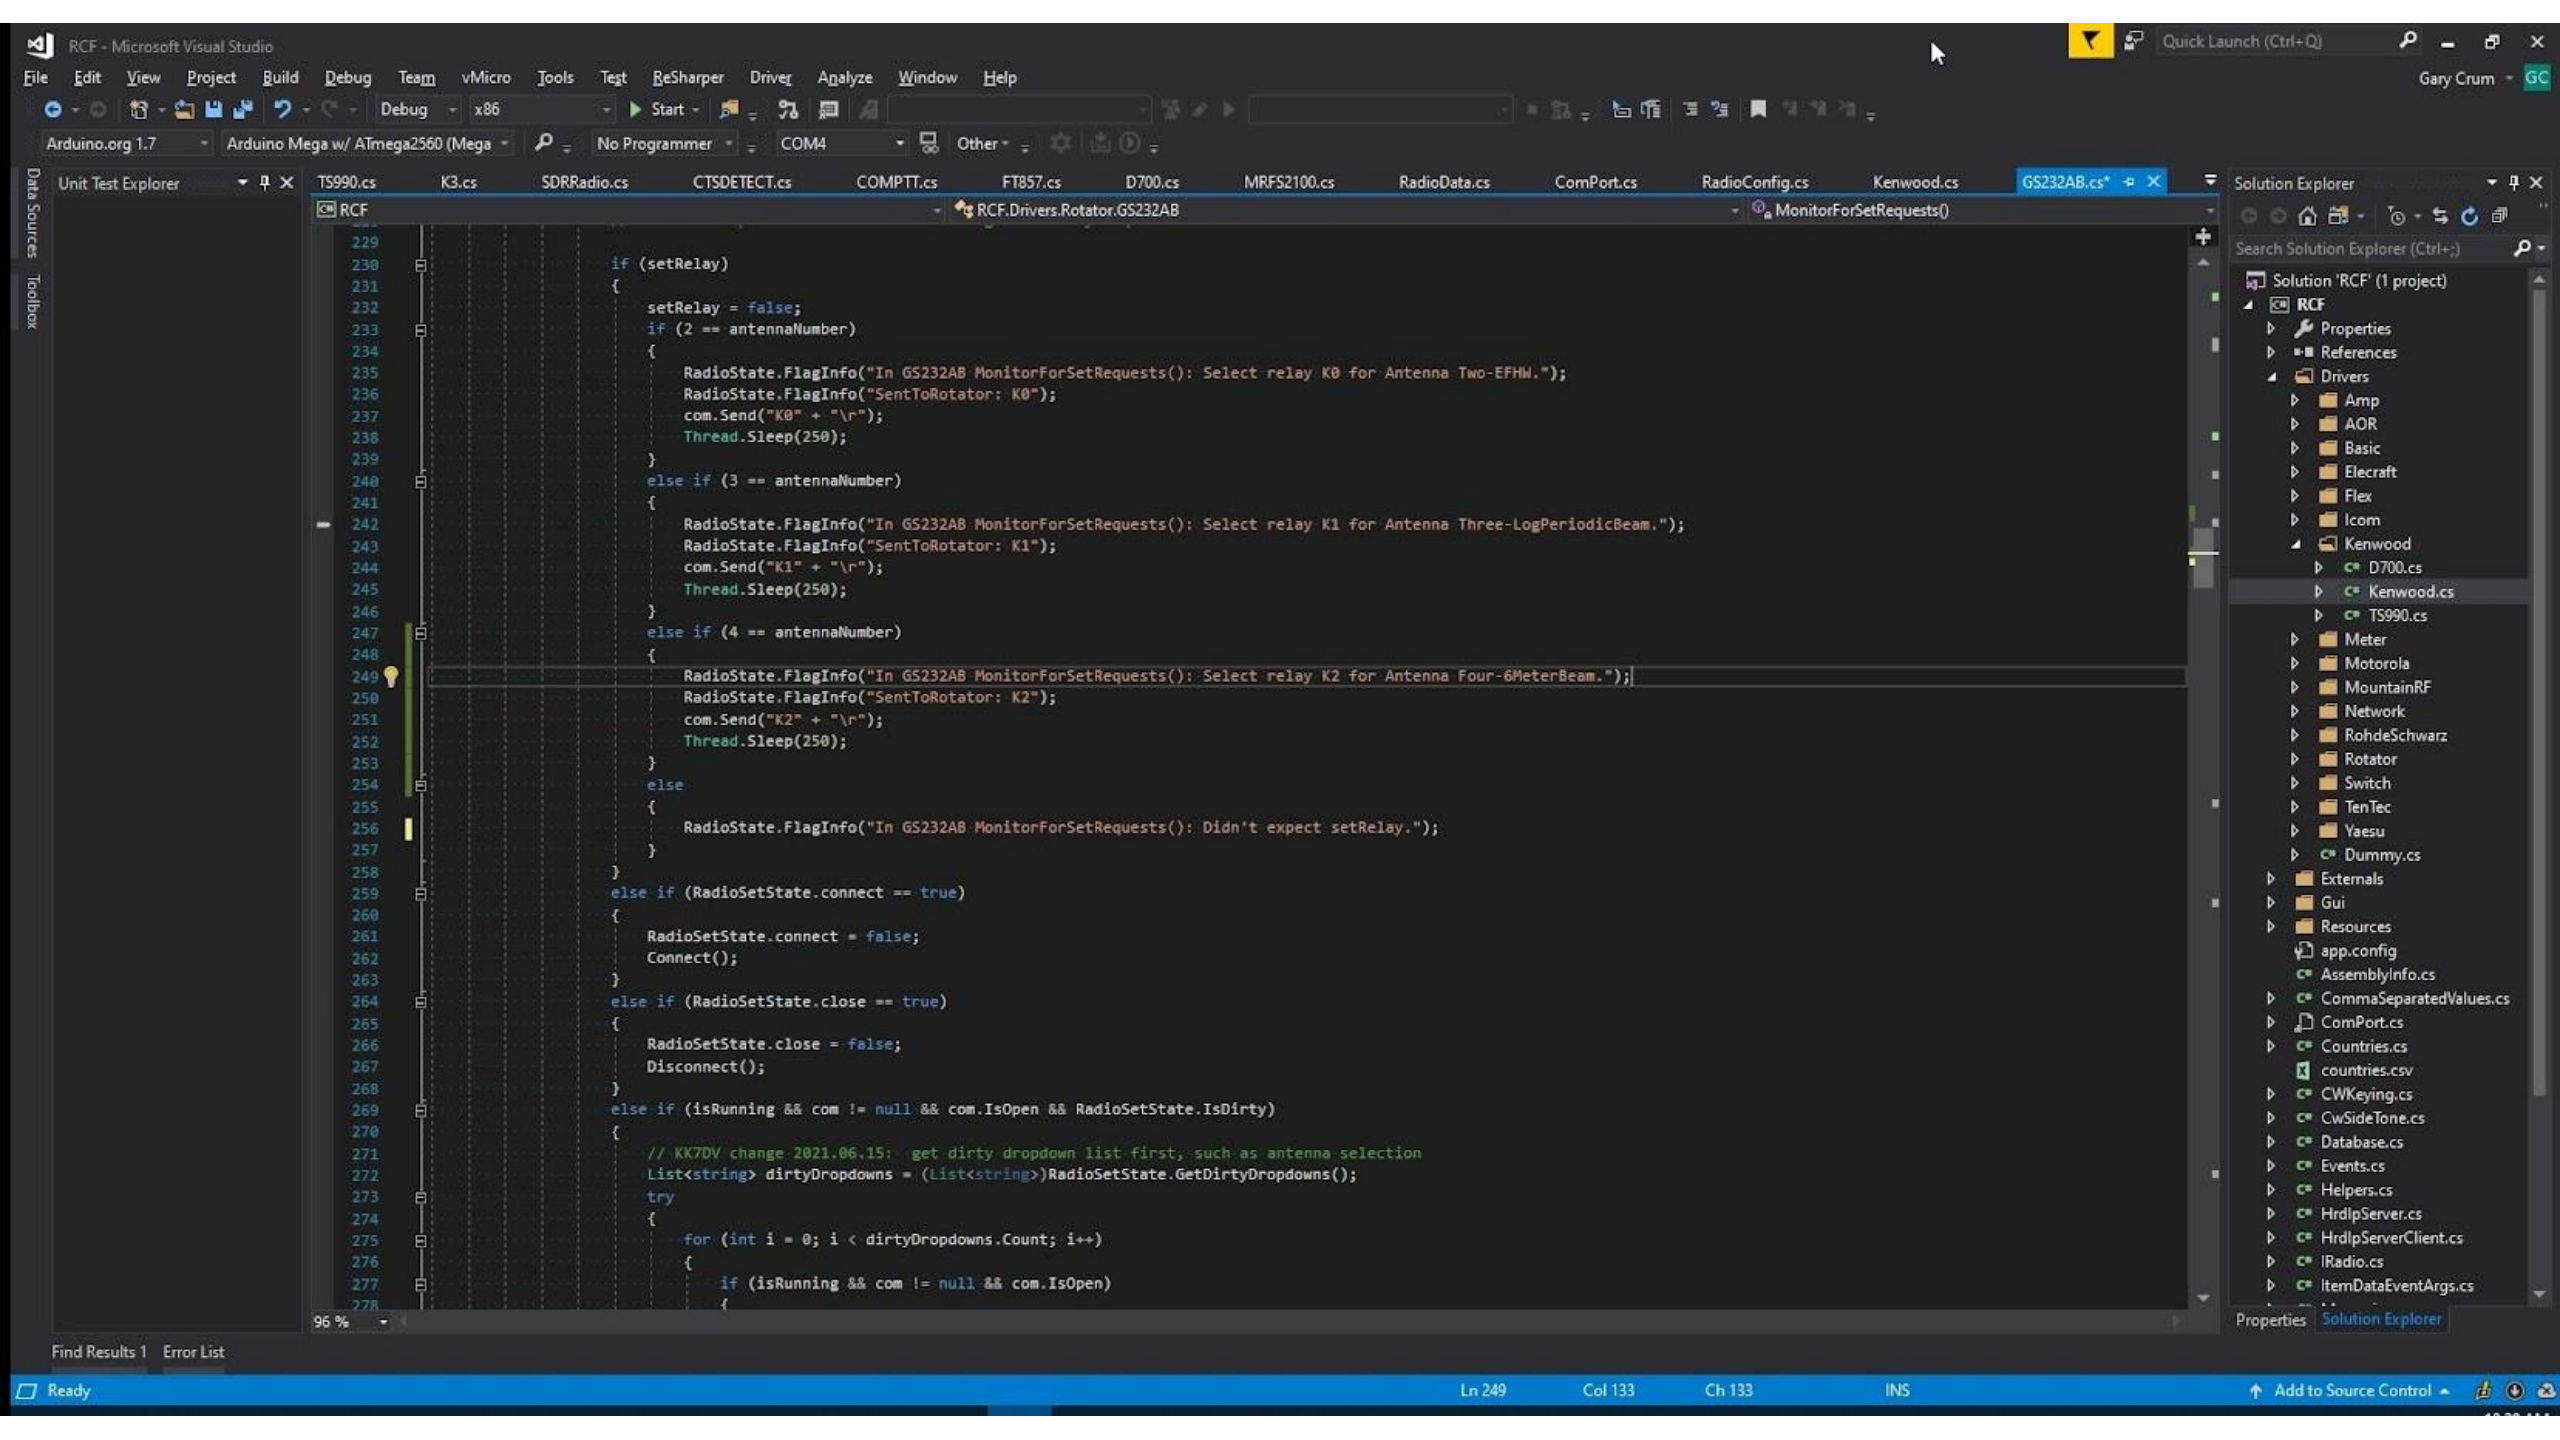 RCF - Microsoft Visual Studio
Quick Launch (Ctrl+Q)
File Edit View Project Build Debug Team vMicro Tools Test ReSharper Driver Analyze Window Help
Gary Crum GC
Debug x86 Start
Arduino.org 1.7 Arduino Mega w/ ATmega2560 (Mega No Programmer COM4 Other
Data Sources
Toolbox
Unit Test Explorer
TS990.cs K3.cs SDRRadio.cs CTSDETECT.cs COMPTT.cs FT857.cs D700.cs MRFS2100.cs RadioData.cs ComPort.cs RadioConfig.cs Kenwood.cs GS232AB.cs*
RCF RCF.Drivers.Rotator.GS232AB MonitorForSetRequests()
229
230 if (setRelay)
231 {
232 setRelay = false;
233 if (2 == antennaNumber)
234 {
235 RadioState.FlagInfo("In GS232AB MonitorForSetRequests(): Select relay K0 for Antenna Two-EFHW.");
236 RadioState.FlagInfo("SentToRotator: K0");
237 com.Send("K0" + "\r");
238 Thread.Sleep(250);
239 }
240 else if (3 == antennaNumber)
241 {
242 RadioState.FlagInfo("In GS232AB MonitorForSetRequests(): Select relay K1 for Antenna Three-LogPeriodicBeam.");
243 RadioState.FlagInfo("SentToRotator: K1");
244 com.Send("K1" + "\r");
245 Thread.Sleep(250);
246 }
247 else if (4 == antennaNumber)
248 {
249 RadioState.FlagInfo("In GS232AB MonitorForSetRequests(): Select relay K2 for Antenna Four-6MeterBeam.");
250 RadioState.FlagInfo("SentToRotator: K2");
251 com.Send("K2" + "\r");
252 Thread.Sleep(250);
253 }
254 else
255 {
256 RadioState.FlagInfo("In GS232AB MonitorForSetRequests(): Didn't expect setRelay.");
257 }
258 }
259 else if (RadioSetState.connect == true)
260 {
261 RadioSetState.connect = false;
262 Connect();
263 }
264 else if (RadioSetState.close == true)
265 {
266 RadioSetState.close = false;
267 Disconnect();
268 }
269 else if (isRunning && com != null && com.IsOpen && RadioSetState.IsDirty)
270 {
271 // KK7DV change 2021.06.15: get dirty dropdown list first, such as antenna selection
272 List<string> dirtyDropdowns = (List<string>)RadioSetState.GetDirtyDropdowns();
273 try
274 {
275 for (int i = 0; i < dirtyDropdowns.Count; i++)
276 {
277 if (isRunning && com != null && com.IsOpen)
278 {
96 %
Solution Explorer
Search Solution Explorer (Ctrl+;)
Solution 'RCF' (1 project)
RCF
Properties
References
Drivers
Amp
AOR
Basic
Elecraft
Flex
Icom
Kenwood
D700.cs
Kenwood.cs
TS990.cs
Meter
Motorola
MountainRF
Network
RohdeSchwarz
Rotator
Switch
TenTec
Yaesu
Dummy.cs
Externals
Gui
Resources
app.config
AssemblyInfo.cs
CommaSeparatedValues.cs
ComPort.cs
Countries.cs
countries.csv
CWKeying.cs
CwSideTone.cs
Database.cs
Events.cs
Helpers.cs
HrdIpServer.cs
HrdIpServerClient.cs
IRadio.cs
ItemDataEventArgs.cs
Properties Solution Explorer
Find Results 1 Error List
Ready Ln 249 Col 133 Ch 133 INS Add to Source Control